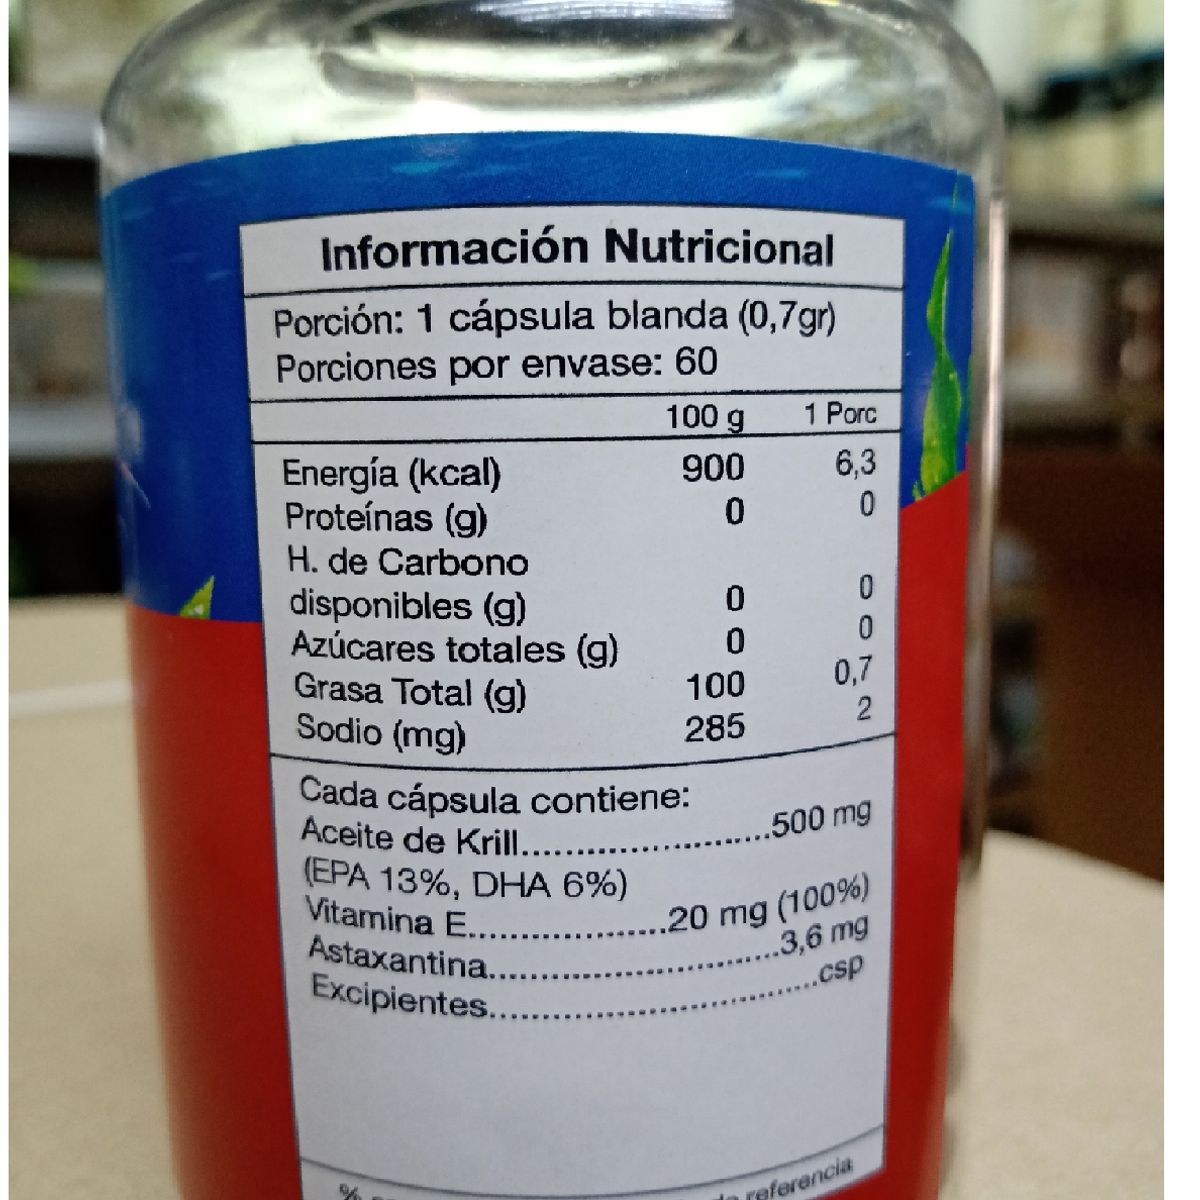 Información Nutricional
Porción: 1 cápsula blanda (0,7gr)
Porciones por envase: 60
100 g 1 Porc
Energía (kcal) 900 6,3
Proteínas (g) 0 0
H. de Carbono
disponibles (g) 0 0
Azúcares totales (g) 0 0
Grasa Total (g) 100 0,7
Sodio (mg) 285 2
Cada cápsula contiene:
Aceite de Krill.......................500 mg
(EPA 13%, DHA 6%)
Vitamina E....................20 mg (100%)
Astaxantina.............................3,6 mg
Excipientes.................................csp
% referencia